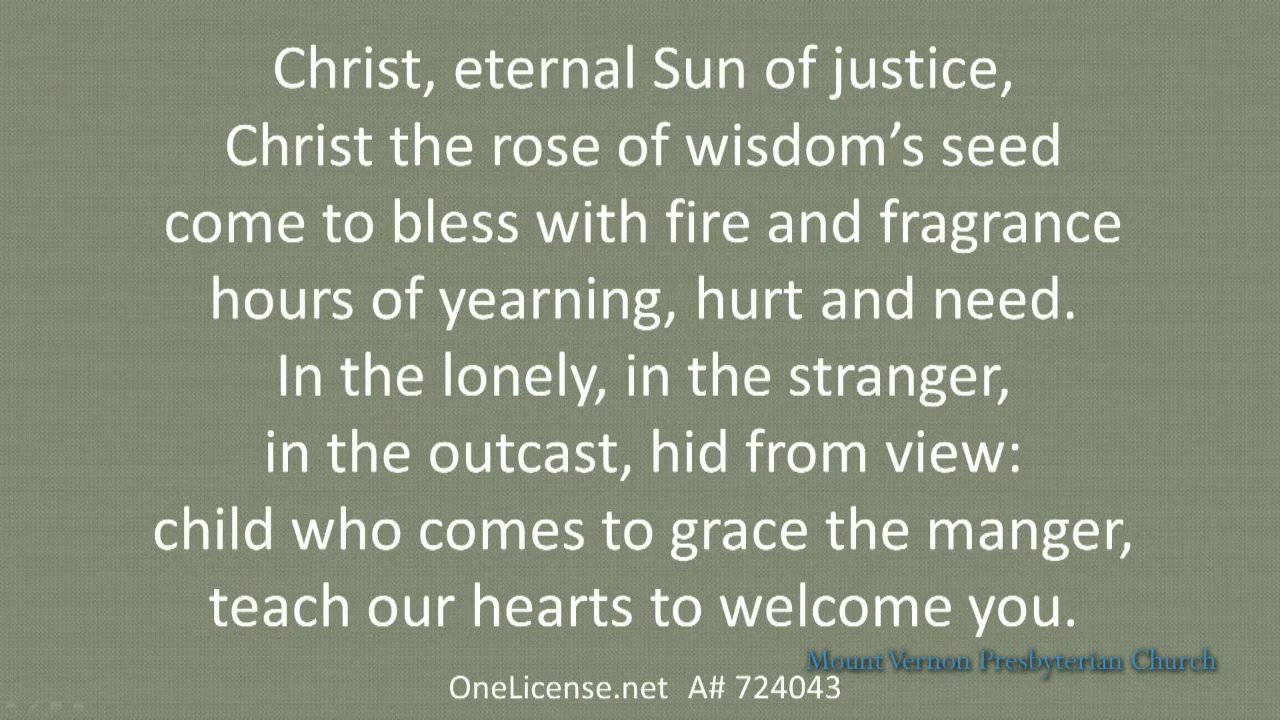 Christ, eternal Sun of justice,
Christ the rose of wisdom’s seed
come to bless with fire and fragrance
hours of yearning, hurt and need.
In the lonely, in the stranger,
in the outcast, hid from view:
child who comes to grace the manger,
teach our hearts to welcome you.
Mount Vernon Presbyterian Church
OneLicense.net A# 724043